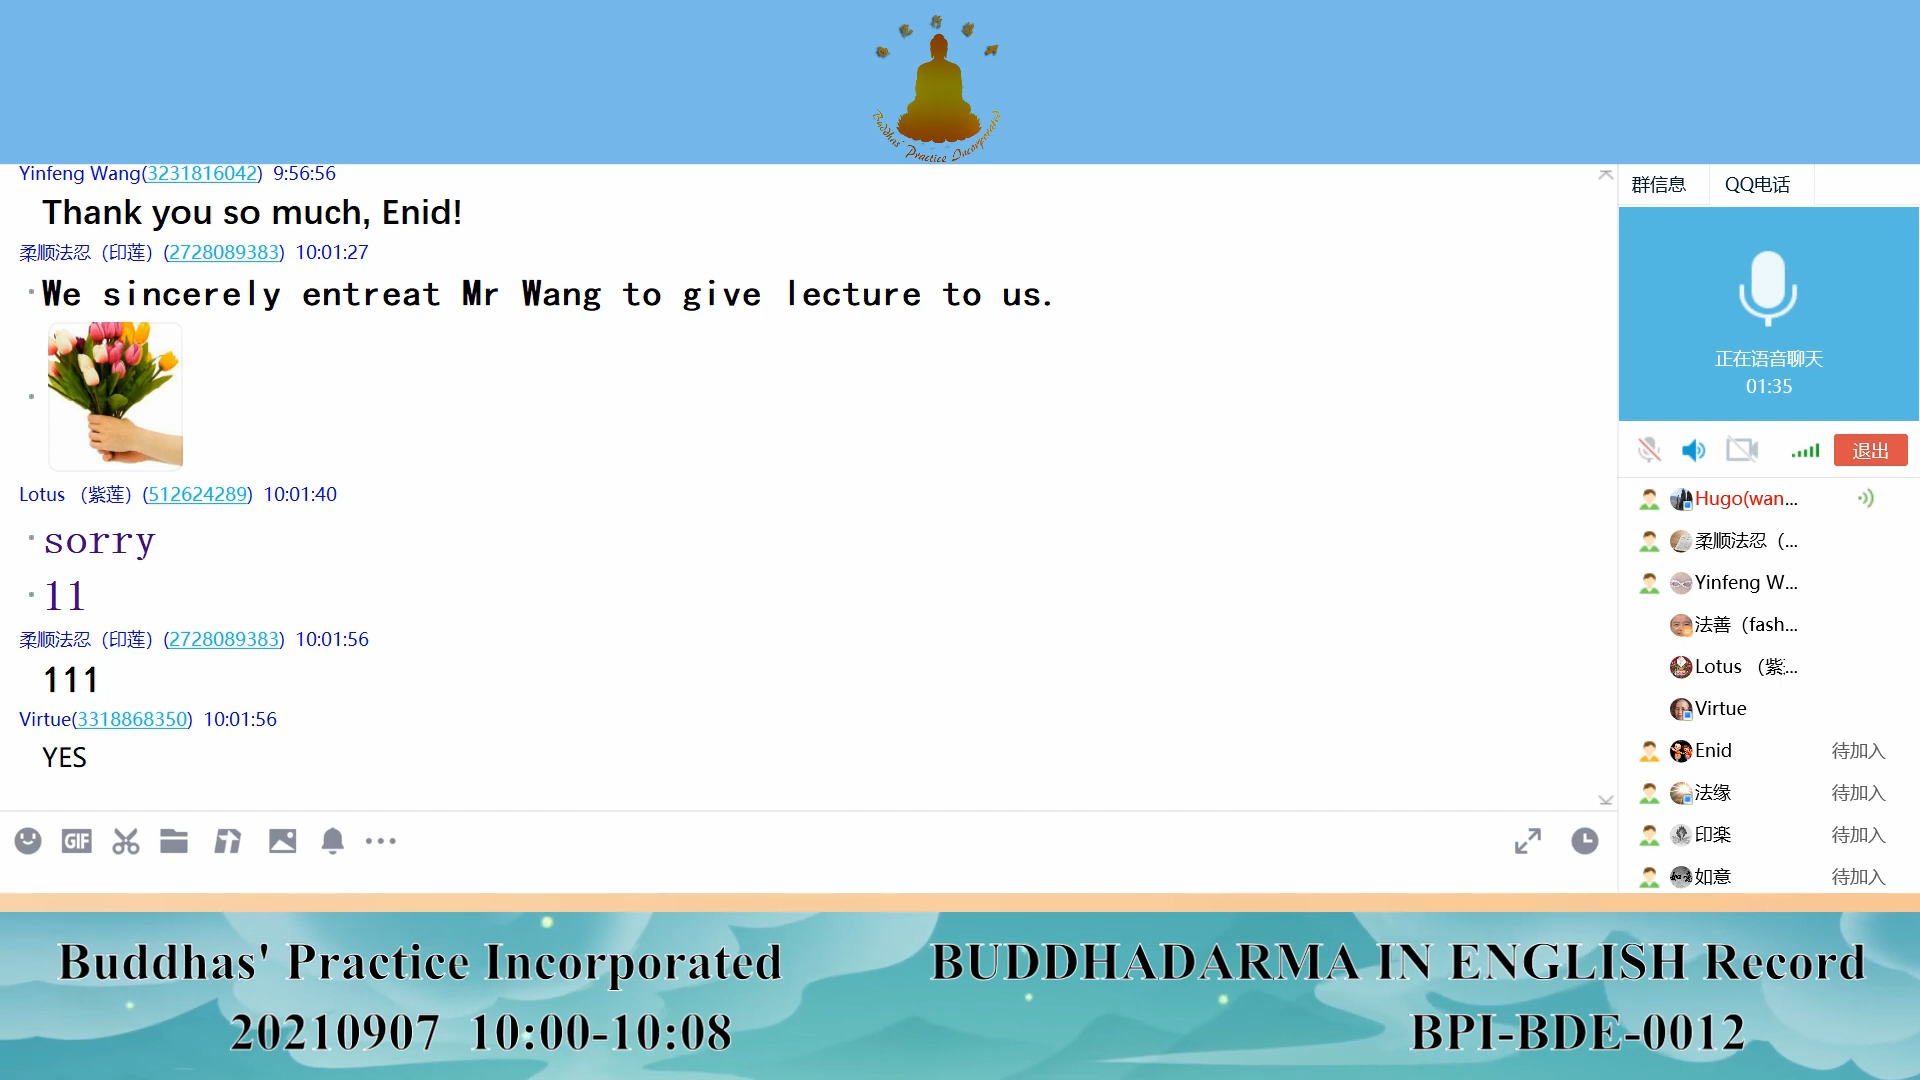 Buddhas' Practice Incorporated
Yinfeng Wang(3231816042) 9:56:56
Thank you so much, Enid!
柔顺法忍（印莲）(2728089383) 10:01:27
We sincerely entreat Mr Wang to give lecture to us.
Lotus （紫莲）(512624289) 10:01:40
sorry
11
柔顺法忍（印莲）(2728089383) 10:01:56
111
Virtue(3318868350) 10:01:56
YES
GIF
群信息
QQ电话
正在语音聊天
01:35
退出
Hugo(wan...
柔顺法忍（...
Yinfeng W...
法善（fash...
Lotus （紫...
Virtue
Enid 待加入
法缘 待加入
印楽 待加入
如意 待加入
Buddhas' Practice Incorporated
20210907 10:00-10:08
BUDDHADARMA IN ENGLISH Record
BPI-BDE-0012